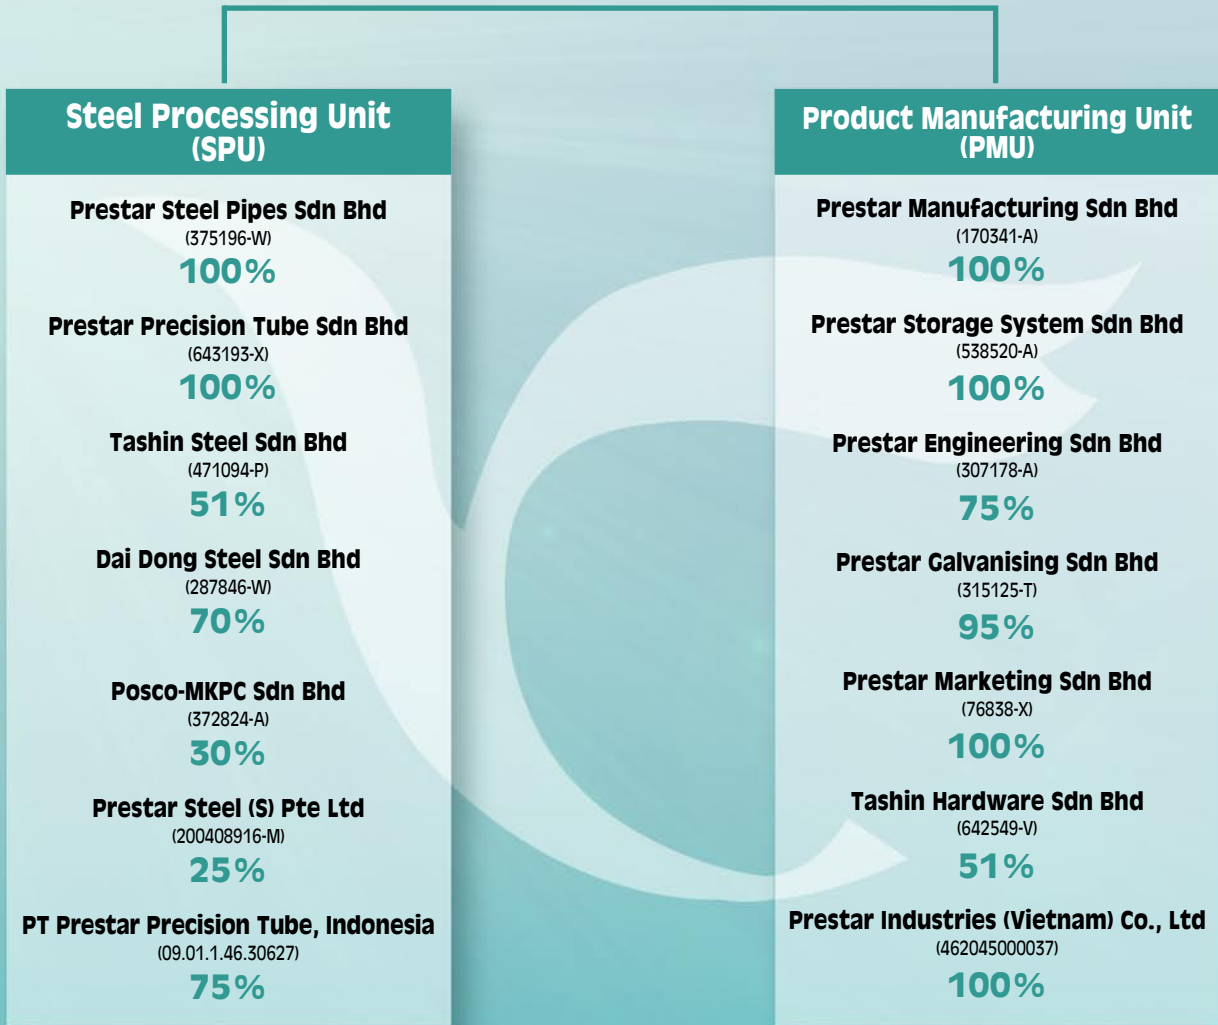 Steel Processing Unit
(SPU)
Prestar Steel Pipes Sdn Bhd
(375196-W)
100%
Prestar Precision Tube Sdn Bhd
(643193-X)
100%
Tashin Steel Sdn Bhd
(471094-P)
51%
Dai Dong Steel Sdn Bhd
(287846-W)
70%
Posco-MKPC Sdn Bhd
(372824-A)
30%
Prestar Steel (S) Pte Ltd
(200408916-M)
25%
PT Prestar Precision Tube, Indonesia
(09.01.1.46.30627)
75%
Product Manufacturing Unit
(PMU)
Prestar Manufacturing Sdn Bhd
(170341-A)
100%
Prestar Storage System Sdn Bhd
(538520-A)
100%
Prestar Engineering Sdn Bhd
(307178-A)
75%
Prestar Galvanising Sdn Bhd
(315125-T)
95%
Prestar Marketing Sdn Bhd
(76838-X)
100%
Tashin Hardware Sdn Bhd
(642549-V)
51%
Prestar Industries (Vietnam) Co., Ltd
(462045000037)
100%